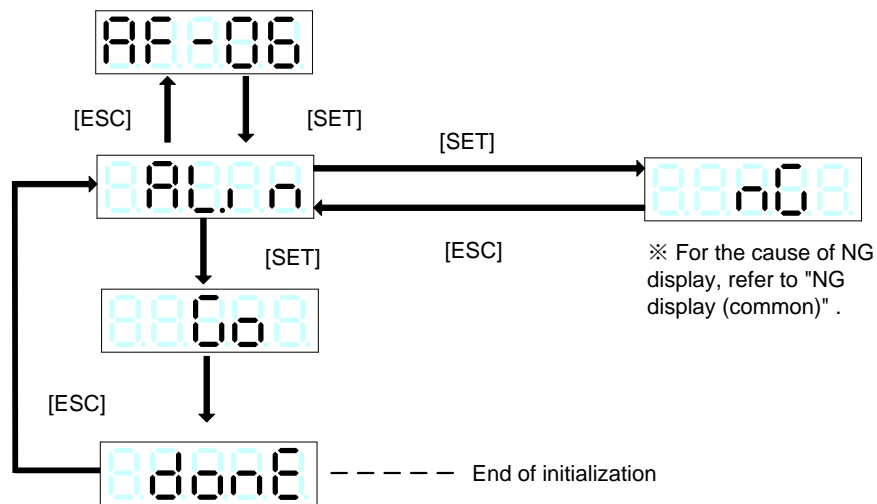 AF-06
[ESC]
[SET]
[SET]
AL. in
nG
[ESC]
[SET]
※ For the cause of NG
display, refer to "NG
display (common)" .
Go
[ESC]
donE
End of initialization